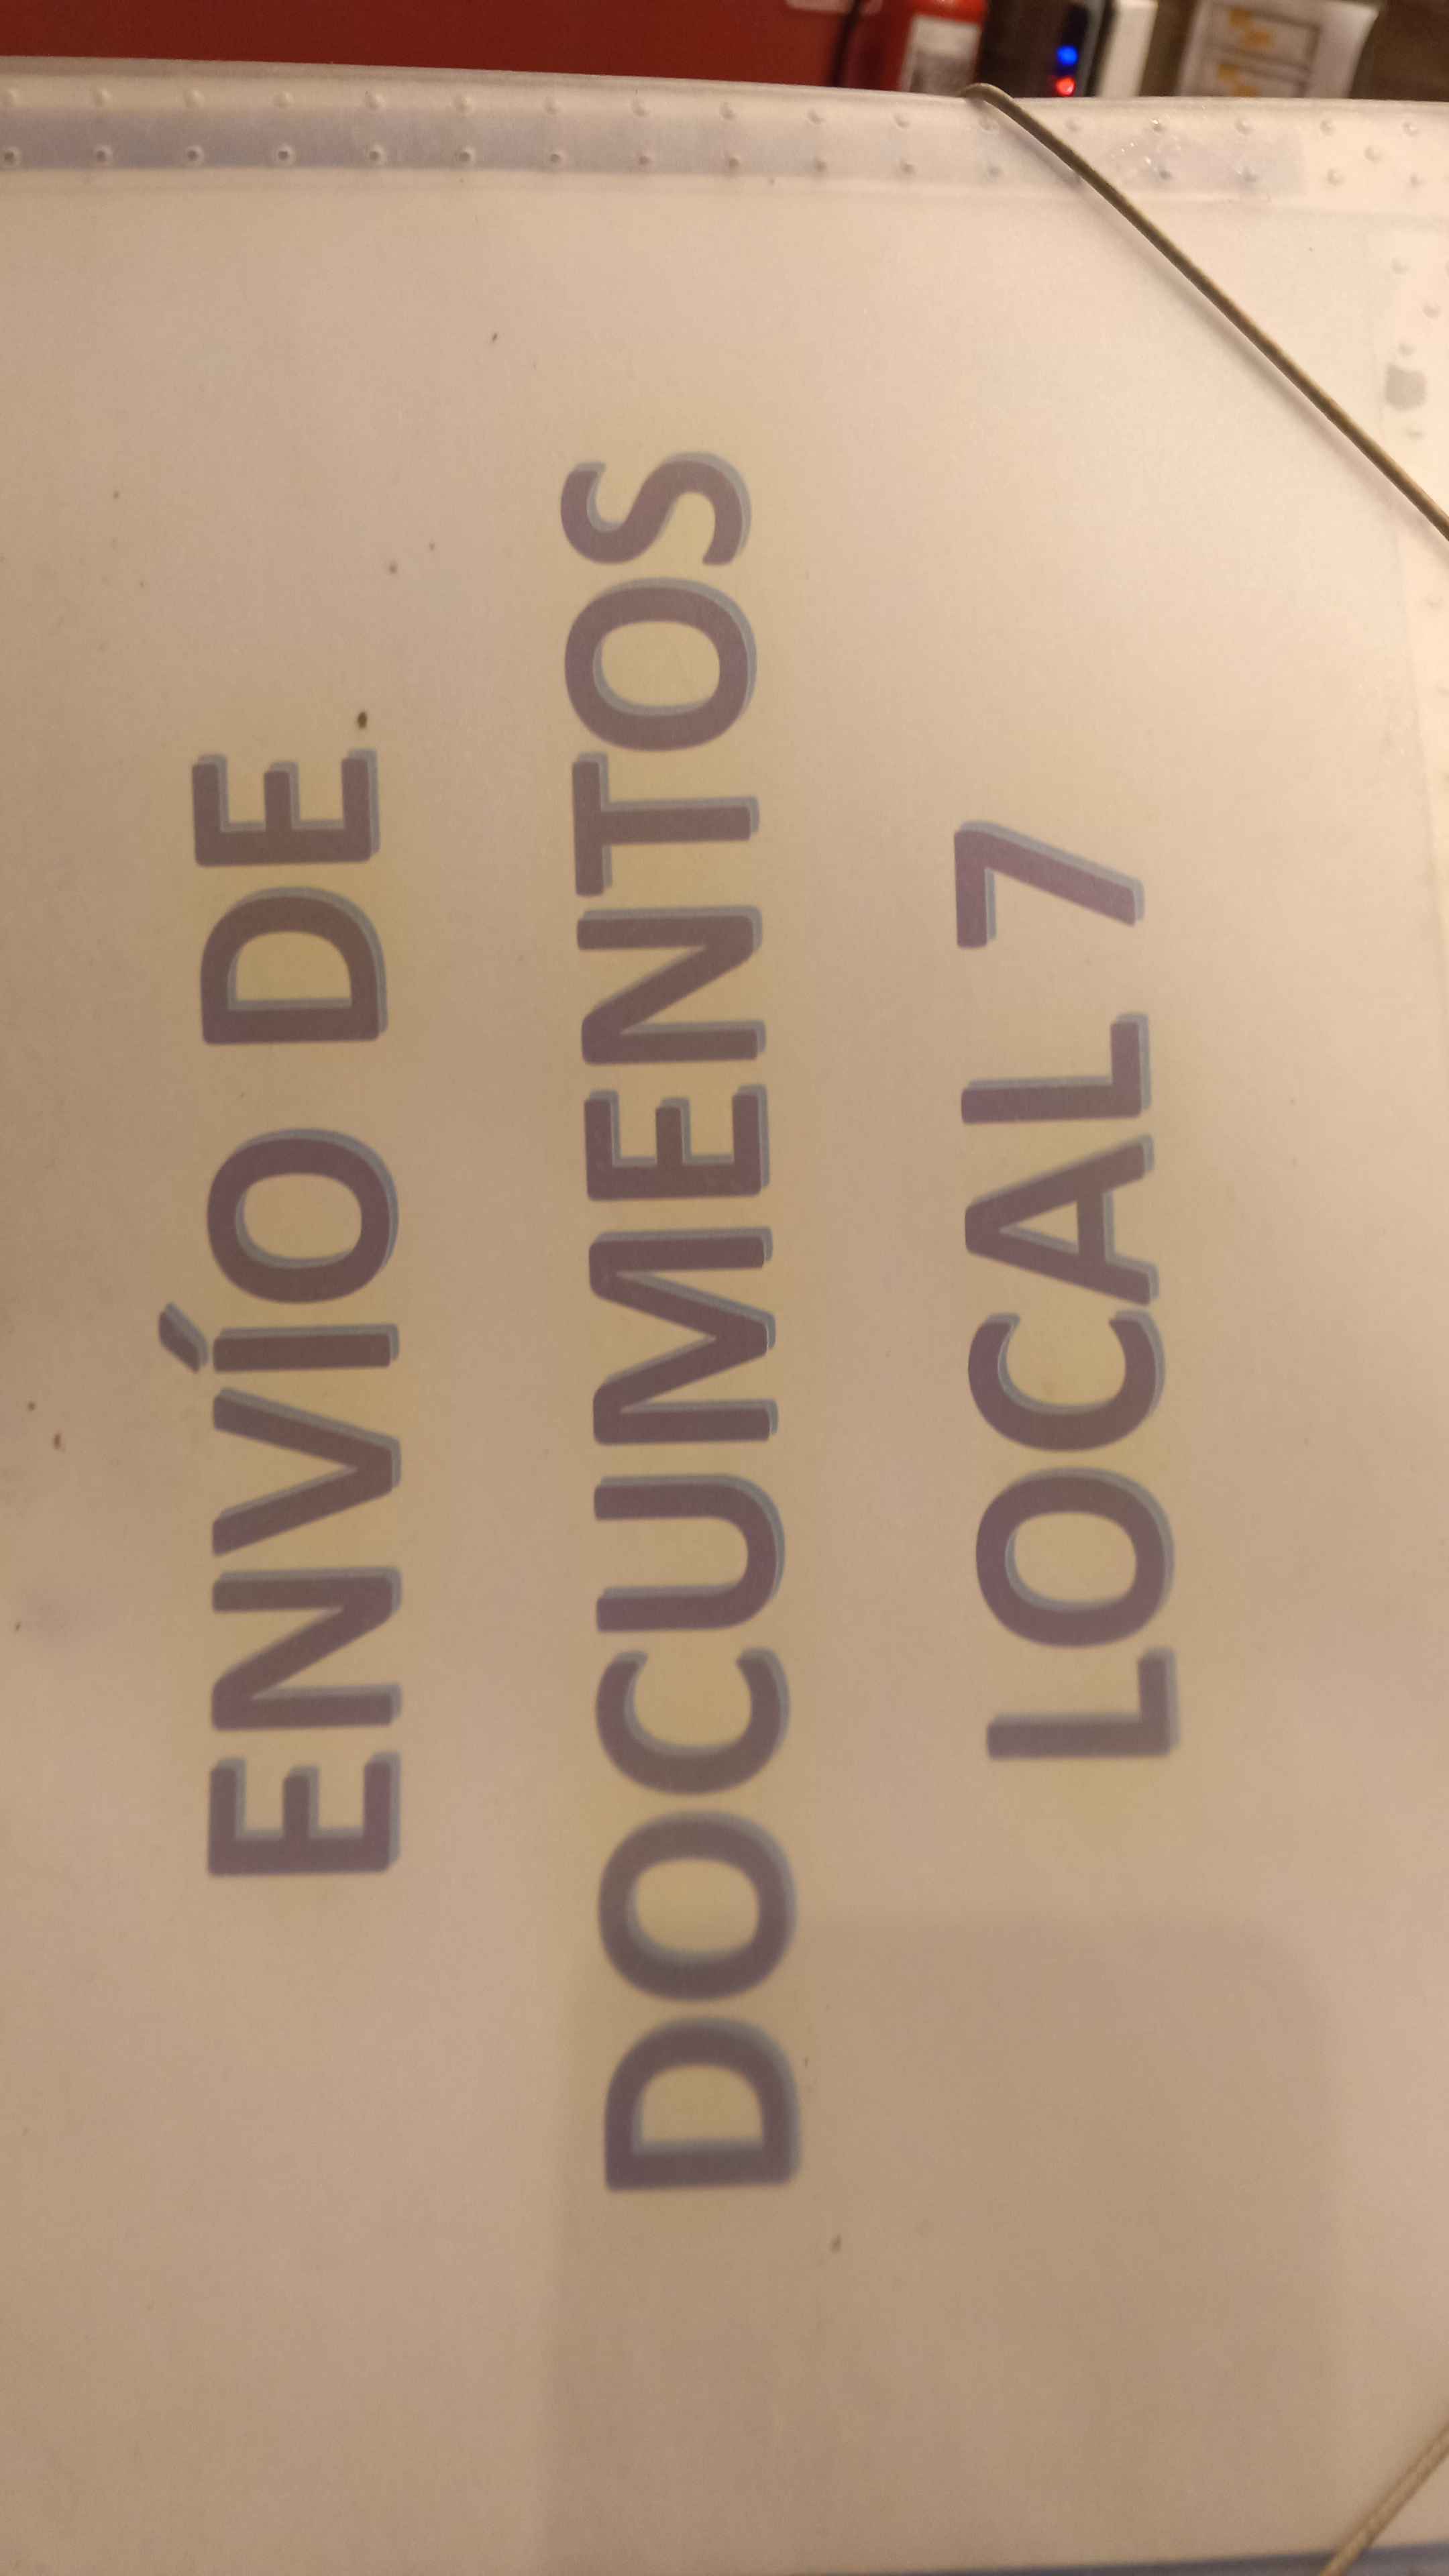 ENVÍO DE
DOCUMENTOS
LOCAL 7